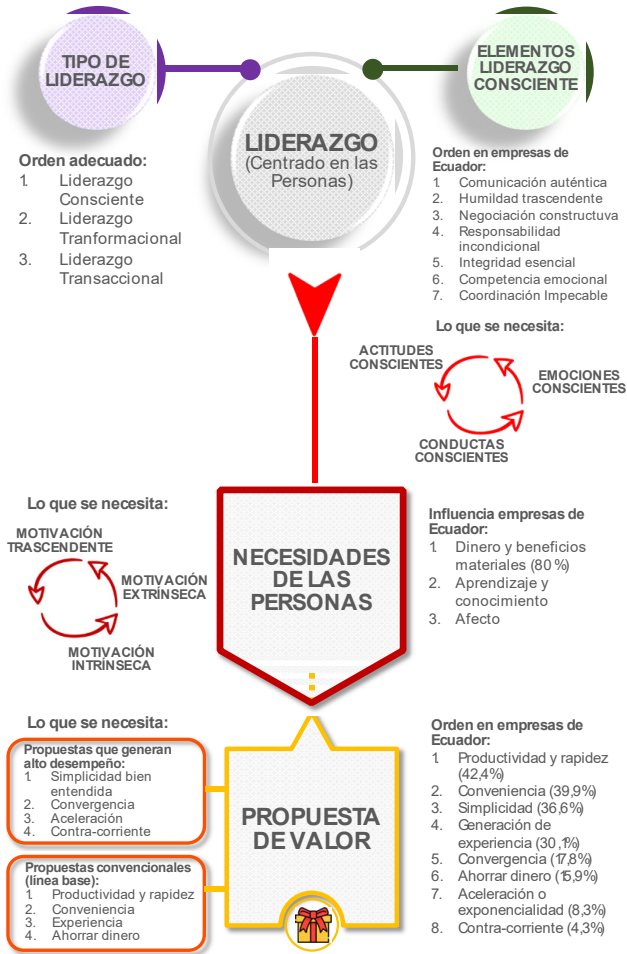 TIPO DE
LIDERAZGO
ELEMENTOS
LIDERAZGO
CONSCIENTE
LIDERAZGO
(Centrado en las
Personas)
Orden adecuado:
1. Liderazgo
Consciente
2. Liderazgo
Tranformacional
3. Liderazgo
Transaccional
Orden en empresas de
Ecuador:
1. Comunicación auténtica
2. Humildad trascendente
3. Negociación constructuva
4. Responsabilidad
incondicional
5. Integridad esencial
6. Competencia emocional
7. Coordinación Impecable
Lo que se necesita:
ACTITUDES
CONSCIENTES
EMOCIONES
CONSCIENTES
CONDUCTAS
CONSCIENTES
Lo que se necesita:
MOTIVACIÓN
TRASCENDENTE
MOTIVACIÓN
EXTRÍNSECA
MOTIVACIÓN
INTRÍNSECA
NECESIDADES
DE LAS
PERSONAS
Influencia empresas de
Ecuador:
1. Dinero y beneficios
materiales (80%)
2. Aprendizaje y
conocimiento
3. Afecto
Lo que se necesita:
Propuestas que generan
alto desempeño:
1. Simplicidad bien
entendida
2. Convergencia
3. Aceleración
4. Contra-corriente
Propuestas convencionales
(línea base):
1. Productividad y rapidez
2. Conveniencia
3. Experiencia
4. Ahorrar dinero
PROPUESTA
DE VALOR
Orden en empresas de
Ecuador:
1. Productividad y rapidez
(42,4%)
2. Conveniencia (39,9%)
3. Simplicidad (36,6%)
4. Generación de
experiencia (30,1%)
5. Convergencia (17,8%)
6. Ahorrar dinero (15,9%)
7. Aceleración o
exponencialidad (8,3%)
8. Contra-corriente (4,3%)